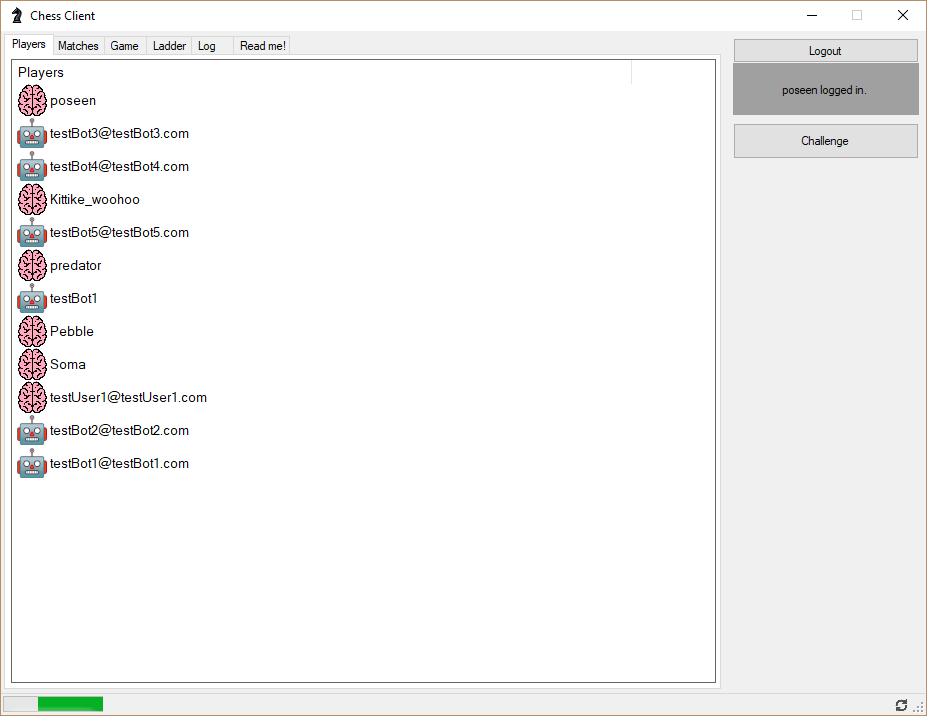 Chess Client
Players Matches Game Ladder Log Read me!
Logout
Players
poseen logged in.
poseen
testBot3@testBot3.com
Challenge
testBot4@testBot4.com
Kittike_woohoo
testBot5@testBot5.com
predator
testBot1
Pebble
Soma
testUser1@testUser1.com
testBot2@testBot2.com
testBot1@testBot1.com